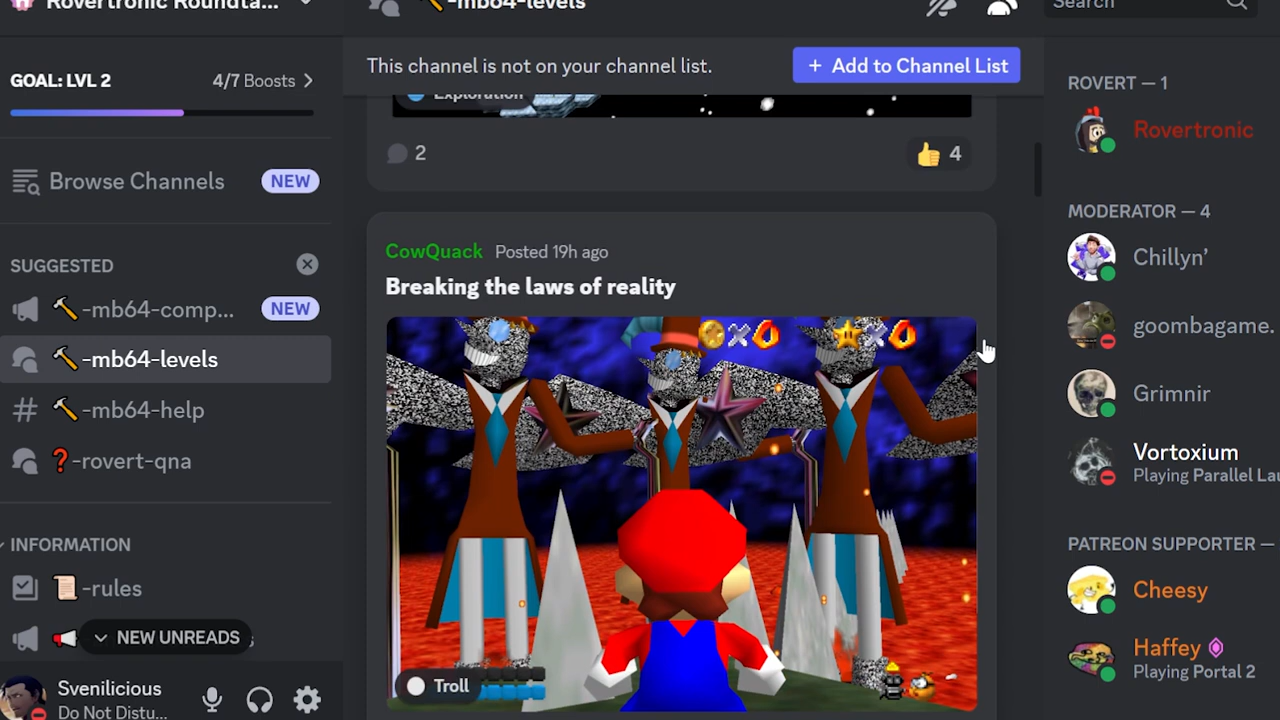 Rovertronic Roundta...
GOAL: LVL 2
4/7 Boosts
Browse Channels
NEW
SUGGESTED
-mb64-comp...
NEW
-mb64-levels
-mb64-help
-rovert-qna
INFORMATION
-rules
NEW UNREADS
Svenilicious
Do Not Distu...
-mb64-levels
This channel is not on your channel list.
+ Add to Channel List
Exploration
2
4
CowQuack Posted 19h ago
Breaking the laws of reality
Troll
Search
ROVERT — 1
Rovertronic
MODERATOR — 4
Chillyn’
goombagame.
Grimnir
Vortoxium
Playing Parallel Lau
PATREON SUPPORTER —
Cheesy
Haffey
Playing Portal 2